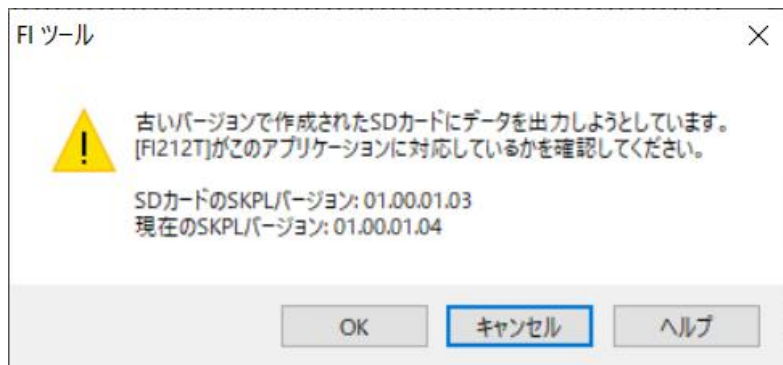 FI ツール
古いバージョンで作成されたSDカードにデータを出力しようとしています。
[FI212T]がこのアプリケーションに対応しているかを確認してください。
SDカードのSKPLバージョン: 01.00.01.03
現在のSKPLバージョン: 01.00.01.04
OK
キャンセル
ヘルプ